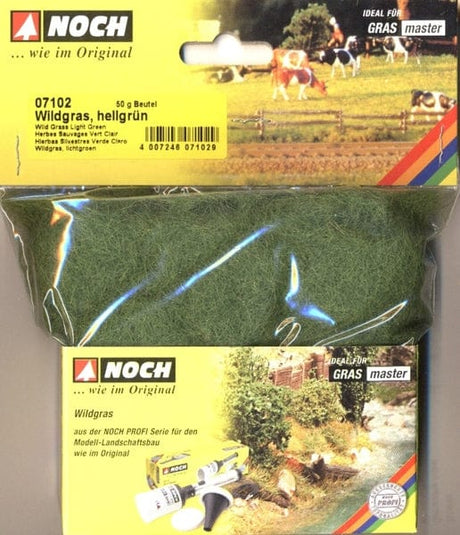 NOCH
... wie im Original
IDEAL FÜR
GRAS master
07102 50 g Beutel
Wildgras, hellgrün
Wild Grass Light Green
Herbes Sauvages Vert Clair
Hierbas Silvestres Verde Claro
Wildgras, lichtgroen
4 007246 071029
NOCH
... wie im Original
IDEAL FÜR
GRAS master
Wildgras
aus der NOCH PROFI Serie für den
Modell-Landschaftsbau
wie im Original
NOCH
PROFI